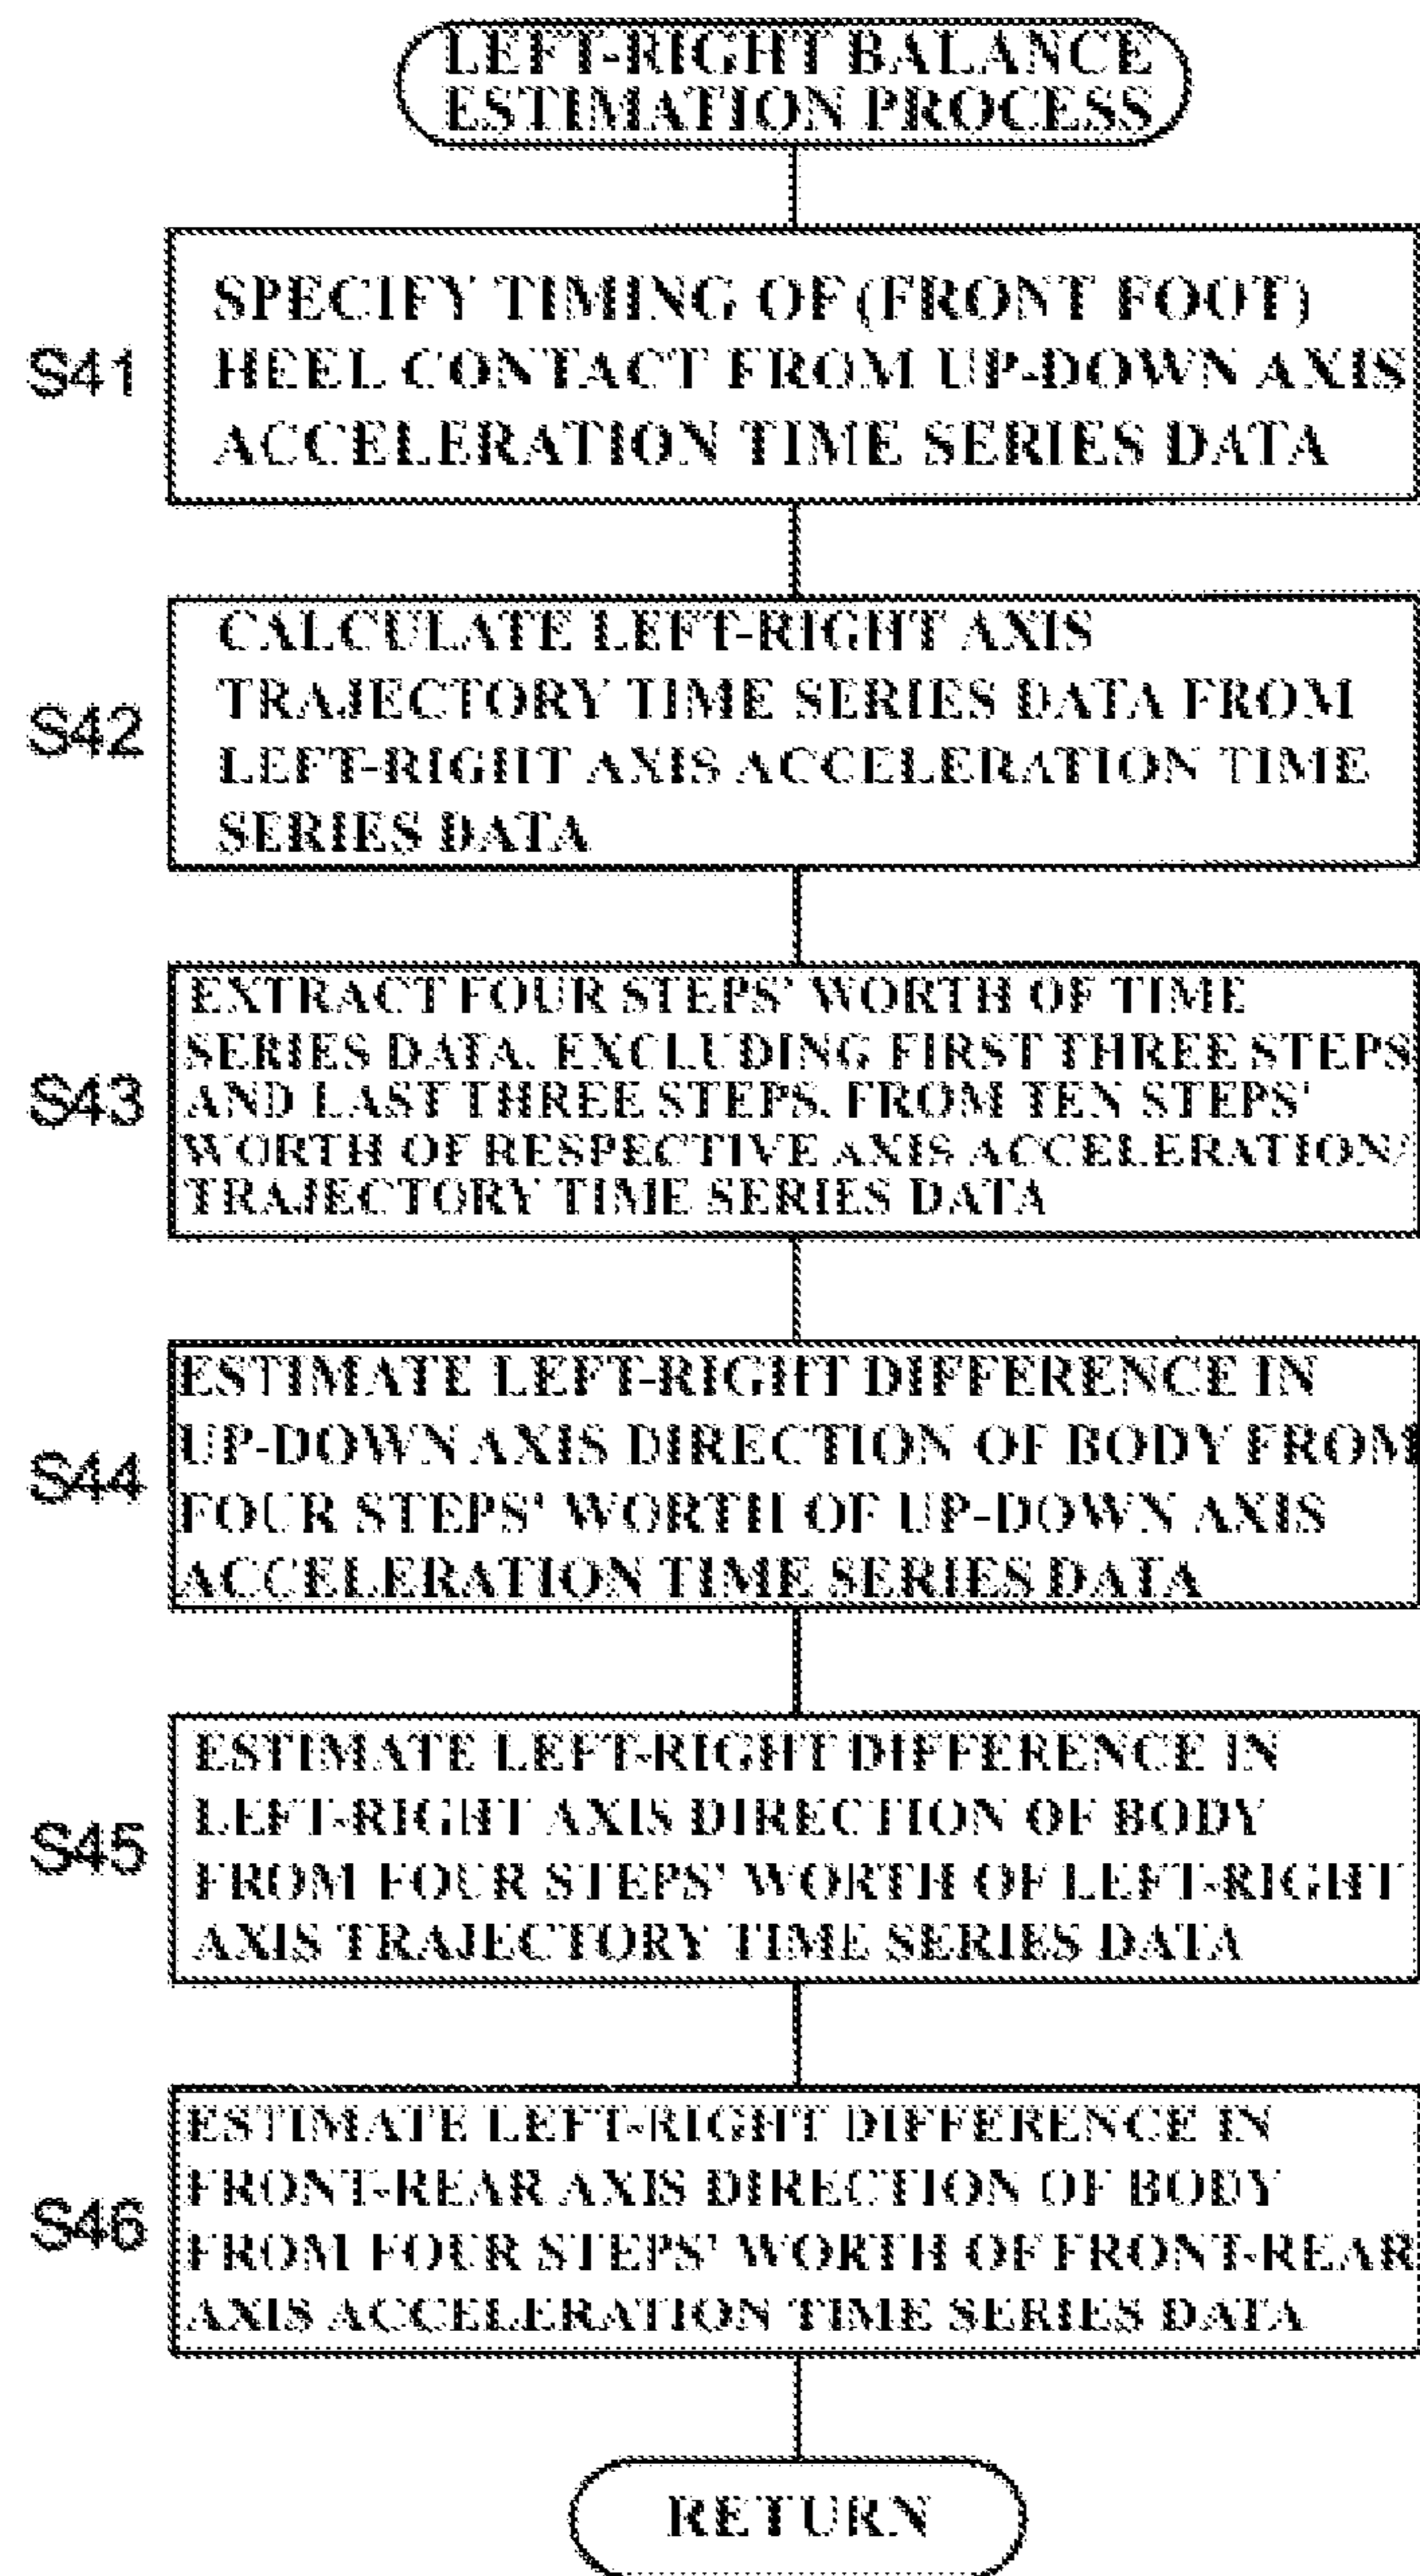 LEFT-RIGHT BALANCE
ESTIMATION PROCESS
S41
SPECIFY TIMING OF (FRONT FOOT)
HEEL CONTACT FROM UP-DOWN AXIS
ACCELERATION TIME SERIES DATA
S42
CALCULATE LEFT-RIGHT AXIS
TRAJECTORY TIME SERIES DATA FROM
LEFT-RIGHT AXIS ACCELERATION TIME
SERIES DATA
S43
EXTRACT FOUR STEPS' WORTH OF TIME
SERIES DATA, EXCLUDING FIRST THREE STEPS
AND LAST THREE STEPS, FROM TEN STEPS'
WORTH OF RESPECTIVE AXIS ACCELERATION/
TRAJECTORY TIME SERIES DATA
S44
ESTIMATE LEFT-RIGHT DIFFERENCE IN
UP-DOWN AXIS DIRECTION OF BODY FROM
FOUR STEPS' WORTH OF UP-DOWN AXIS
ACCELERATION TIME SERIES DATA
S45
ESTIMATE LEFT-RIGHT DIFFERENCE IN
LEFT-RIGHT AXIS DIRECTION OF BODY
FROM FOUR STEPS' WORTH OF LEFT-RIGHT
AXIS TRAJECTORY TIME SERIES DATA
S46
ESTIMATE LEFT-RIGHT DIFFERENCE IN
FRONT-REAR AXIS DIRECTION OF BODY
FROM FOUR STEPS' WORTH OF FRONT-REAR
AXIS ACCELERATION TIME SERIES DATA
RETURN